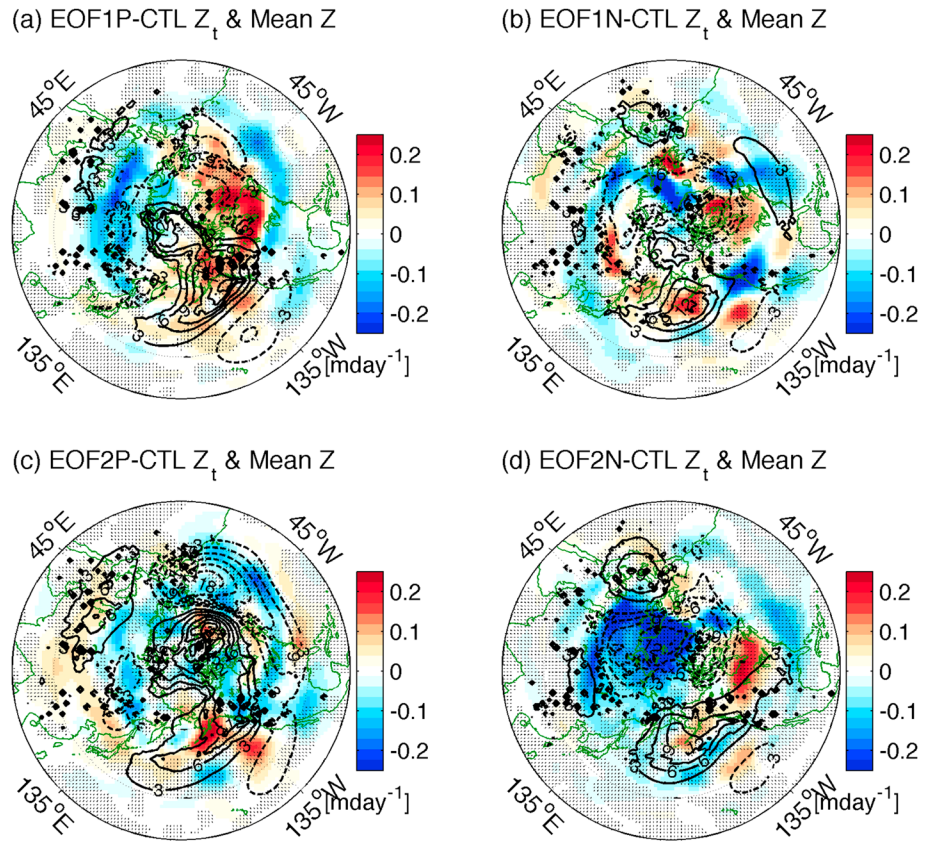 (a) EOF1P-CTL Z_t & Mean Z
(b) EOF1N-CTL Z_t & Mean Z
45°E
45°W
0.2
0.1
0
-0.1
-0.2
135°E
135°W
[mday⁻¹]
45°E
45°W
0.2
0.1
0
-0.1
-0.2
135°E
135°W
[mday⁻¹]
(c) EOF2P-CTL Z_t & Mean Z
(d) EOF2N-CTL Z_t & Mean Z
45°E
45°W
0.2
0.1
0
-0.1
-0.2
135°E
135°W
[mday⁻¹]
45°E
45°W
0.2
0.1
0
-0.1
-0.2
135°E
135°W
[mday⁻¹]